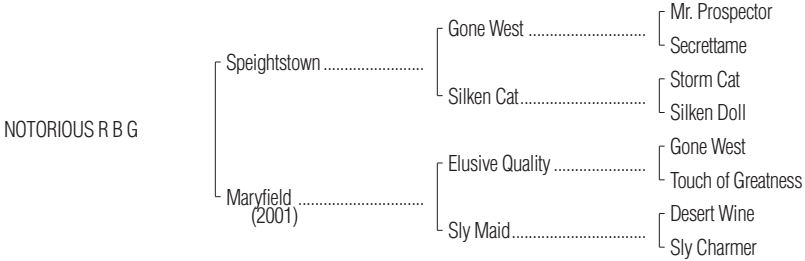 Mr. Prospector
Gone West ..............................
Secrettame
Speightstown .........................
Storm Cat
Silken Cat................................
Silken Doll
NOTORIOUS R B G
Gone West
Elusive Quality ........................
Touch of Greatness
Maryfield ...............................
(2001)
Desert Wine
Sly Maid..................................
Sly Charmer